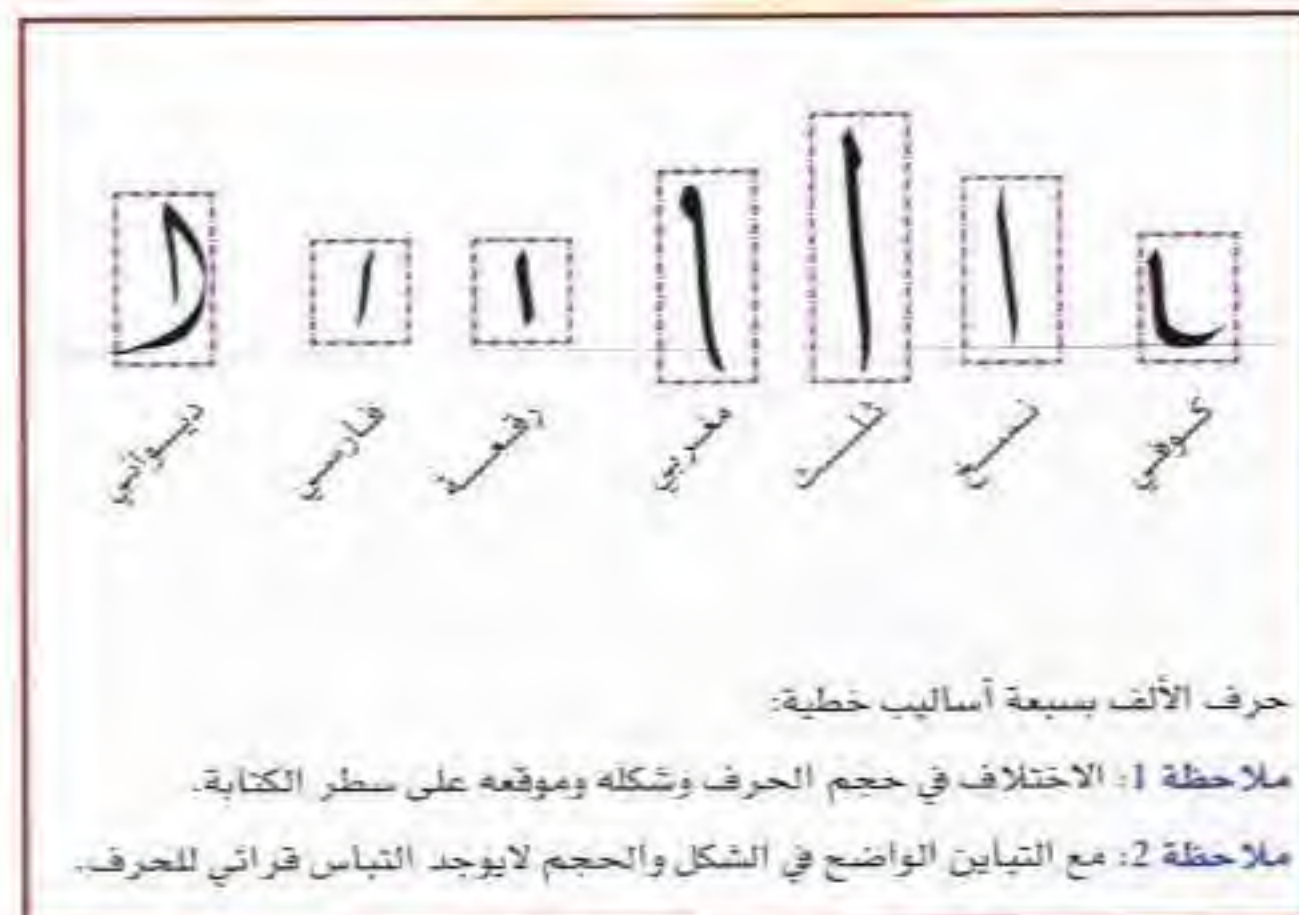 كوفي نسخ ثلث مغربي رقعة فارسي ديواني
حرف الألف بسبعة أساليب خطية:
ملاحظة 1: الاختلاف في حجم الحرف وشكله وموقعه على سطر الكتابة.
ملاحظة 2: مع التباين الواضح في الشكل والحجم لايوجد التباس قرائي للحرف.